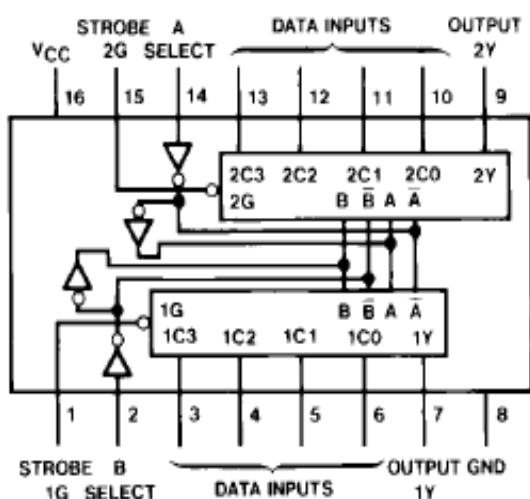 STROBE A DATA INPUTS OUTPUT
VCC 2G SELECT 2Y
16 15 14 13 12 11 10 9
2C3 2C2 2C1 2C0 2Y
2G B B̅ A A̅
1G B B̅ A A̅
1C3 1C2 1C1 1C0 1Y
1 2 3 4 5 6 7 8
STROBE B OUTPUT GND
1G SELECT DATA INPUTS 1Y